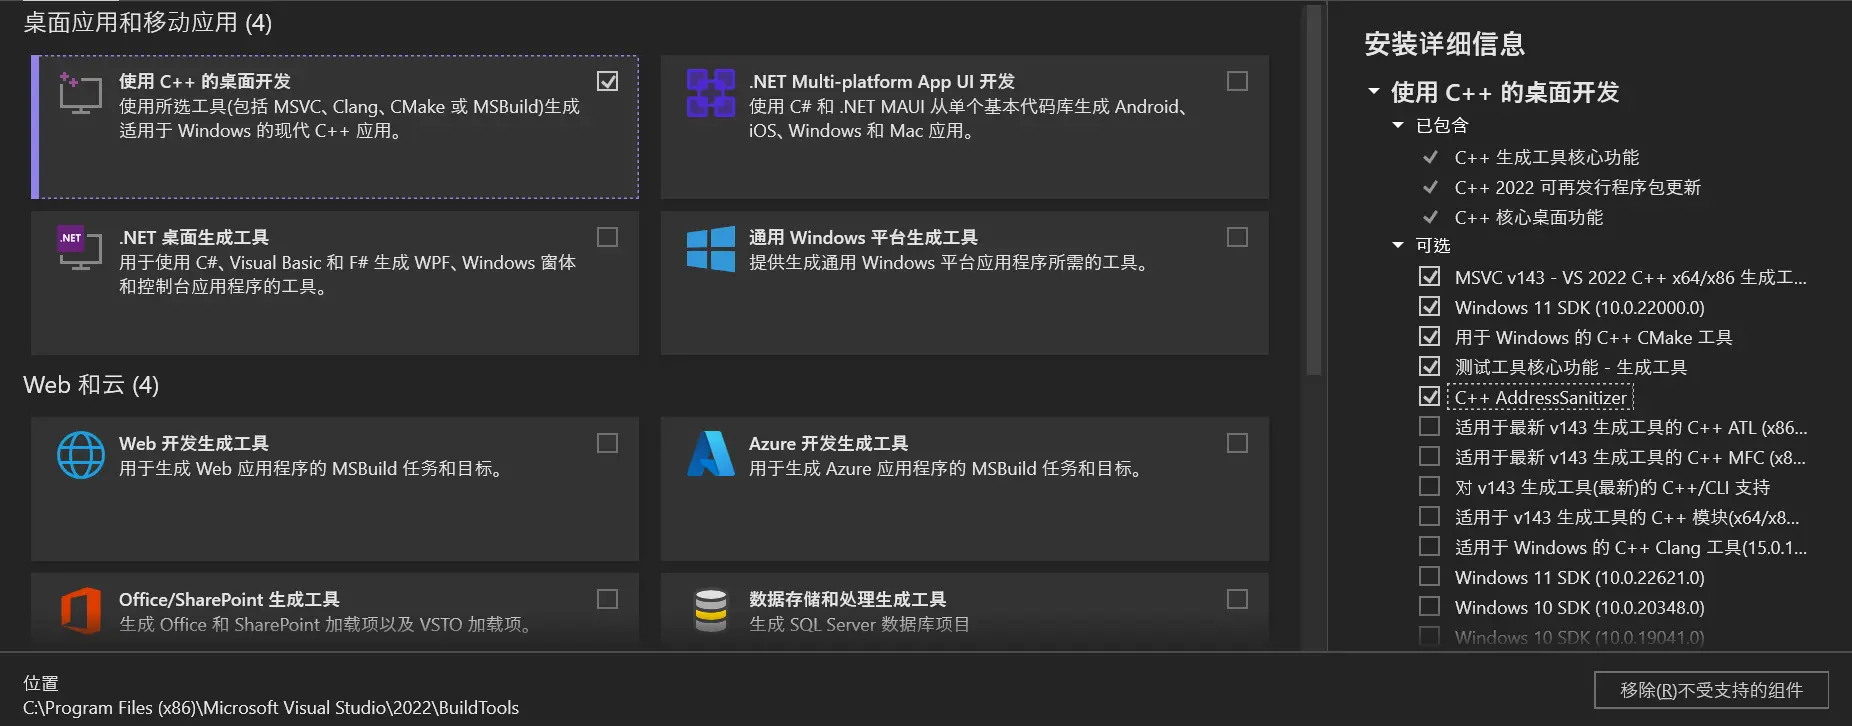 桌面应用和移动应用 (4)
使用 C++ 的桌面开发
使用所选工具(包括 MSVC、Clang、CMake 或 MSBuild)生成
适用于 Windows 的现代 C++ 应用。
.NET Multi-platform App UI 开发
使用 C# 和 .NET MAUI 从单个基本代码库生成 Android、
iOS、Windows 和 Mac 应用。
.NET
.NET 桌面生成工具
用于使用 C#、Visual Basic 和 F# 生成 WPF、Windows 窗体
和控制台应用程序的工具。
通用 Windows 平台生成工具
提供生成通用 Windows 平台应用程序所需的工具。
Web 和云 (4)
Web 开发生成工具
用于生成 Web 应用程序的 MSBuild 任务和目标。
Azure 开发生成工具
用于生成 Azure 应用程序的 MSBuild 任务和目标。
Office/SharePoint 生成工具
生成 Office 和 SharePoint 加载项以及 VSTO 加载项。
数据存储和处理生成工具
生成 SQL Server 数据库项目
安装详细信息
使用 C++ 的桌面开发
已包含
C++ 生成工具核心功能
C++ 2022 可再发行程序包更新
C++ 核心桌面功能
可选
MSVC v143 - VS 2022 C++ x64/x86 生成工...
Windows 11 SDK (10.0.22000.0)
用于 Windows 的 C++ CMake 工具
测试工具核心功能 - 生成工具
C++ AddressSanitizer
适用于最新 v143 生成工具的 C++ ATL (x86...
适用于最新 v143 生成工具的 C++ MFC (x8...
对 v143 生成工具(最新)的 C++/CLI 支持
适用于 v143 生成工具的 C++ 模块(x64/x8...
适用于 Windows 的 C++ Clang 工具(15.0.1...
Windows 11 SDK (10.0.22621.0)
Windows 10 SDK (10.0.20348.0)
Windows 10 SDK (10.0.19041.0)
位置
C:\Program Files (x86)\Microsoft Visual Studio\2022\BuildTools
移除(R)不受支持的组件